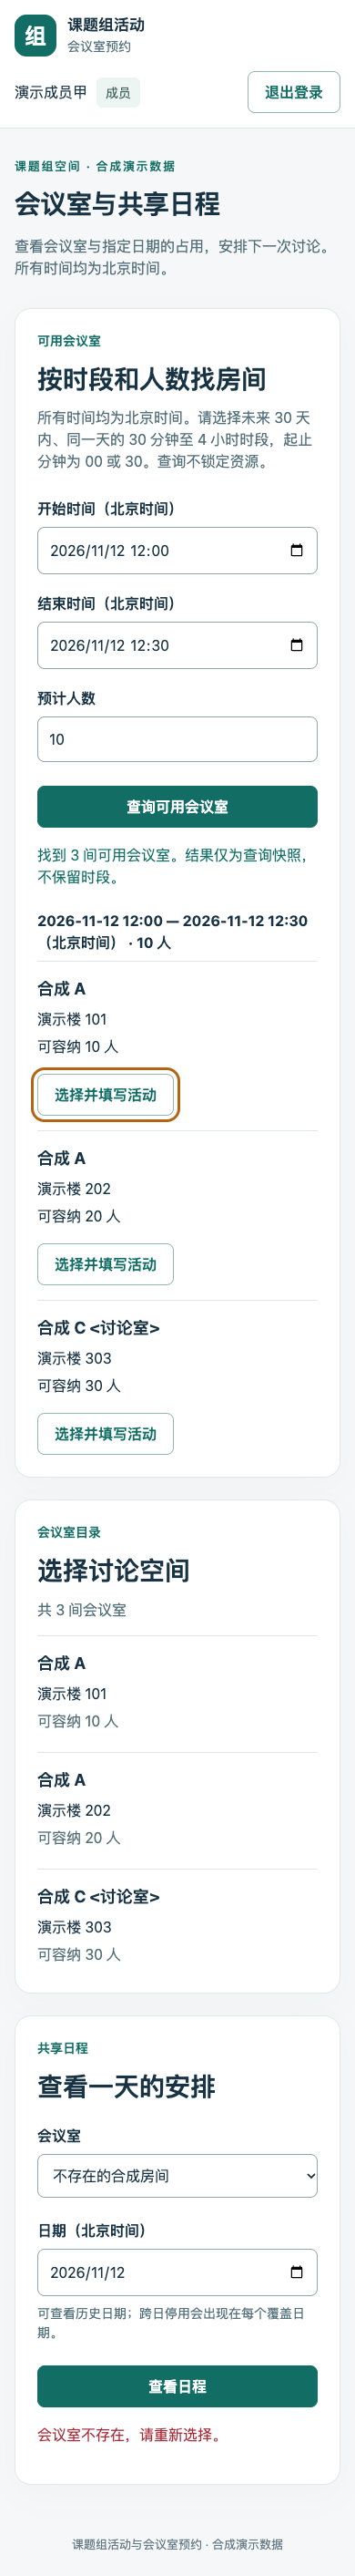 组
课题组活动
会议室预约
演示成员甲
成员
退出登录
课题组空间 · 合成演示数据
会议室与共享日程
查看会议室与指定日期的占用，安排下一次讨论。
所有时间均为北京时间。
可用会议室
按时段和人数找房间
所有时间均为北京时间。请选择未来 30 天
内、同一天的 30 分钟至 4 小时时段，起止
分钟为 00 或 30。查询不锁定资源。
开始时间（北京时间）
2026/11/12 12:00
结束时间（北京时间）
2026/11/12 12:30
预计人数
10
查询可用会议室
找到 3 间可用会议室。结果仅为查询快照，
不保留时段。
2026-11-12 12:00 — 2026-11-12 12:30
（北京时间） · 10 人
合成 A
演示楼 101
可容纳 10 人
选择并填写活动
合成 A
演示楼 202
可容纳 20 人
选择并填写活动
合成 C <讨论室>
演示楼 303
可容纳 30 人
选择并填写活动
会议室目录
选择讨论空间
共 3 间会议室
合成 A
演示楼 101
可容纳 10 人
合成 A
演示楼 202
可容纳 20 人
合成 C <讨论室>
演示楼 303
可容纳 30 人
共享日程
查看一天的安排
会议室
不存在的合成房间
日期（北京时间）
2026/11/12
可查看历史日期；跨日停用会出现在每个覆盖日
期。
查看日程
会议室不存在，请重新选择。
课题组活动与会议室预约 · 合成演示数据